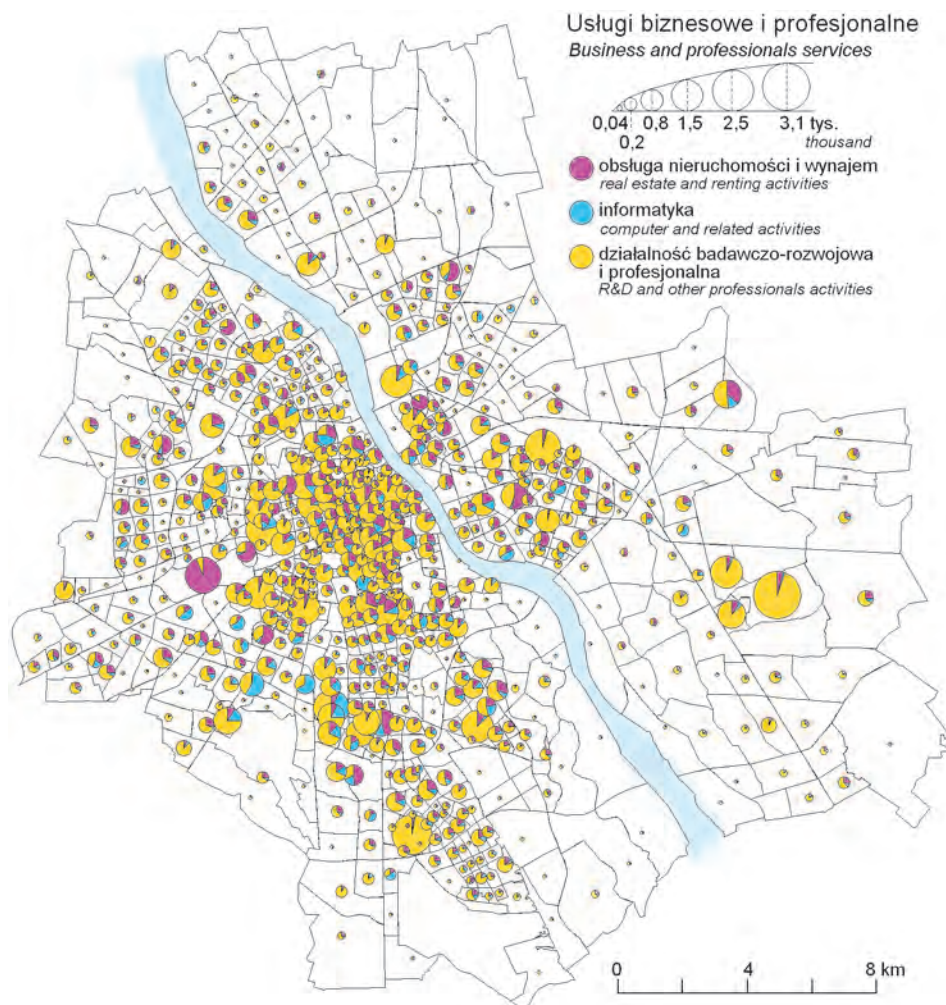 Usługi biznesowe i profesjonalne
Business and professionals services
0,04 0,8 1,5 2,5 3,1 tys.
0,2 thousand
obsługa nieruchomości i wynajem
real estate and renting activities
informatyka
computer and related activities
działalność badawczo-rozwojowa
i profesjonalna
R&D and other professionals activities
0 4 8 km